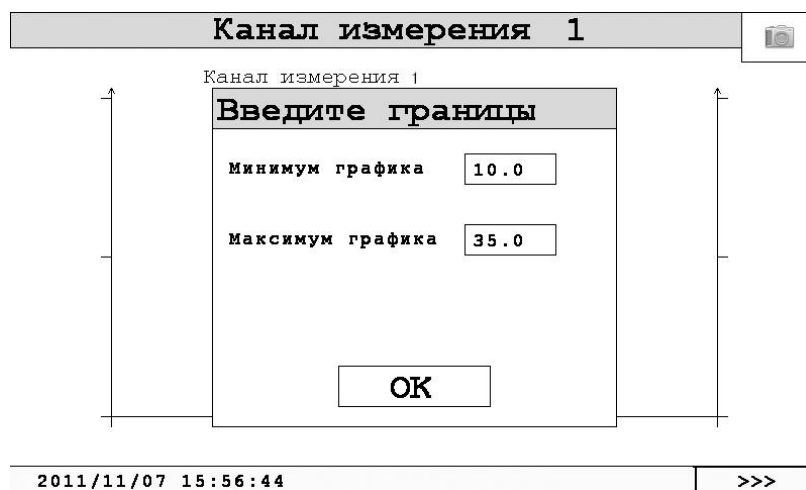 Канал измерения 1
Канал измерения 1
Введите границы
Минимум графика 10.0
Максимум графика 35.0
OK
2011/11/07 15:56:44 >>>